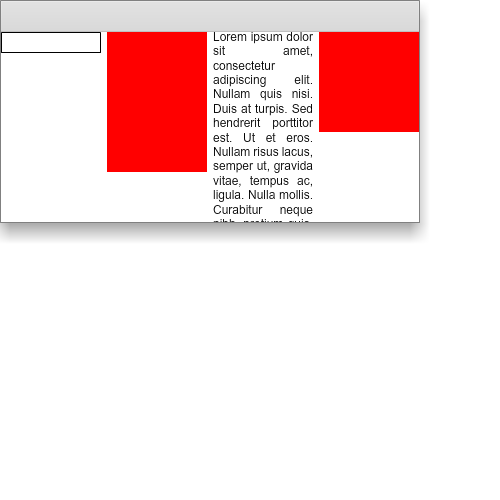 Lorem ipsum dolor
sit amet,
consectetur
adipiscing elit.
Nullam quis nisi.
Duis at turpis. Sed
hendrerit porttitor
est. Ut et eros.
Nullam risus lacus,
semper ut, gravida
vitae, tempus ac,
ligula. Nulla mollis.
Curabitur neque